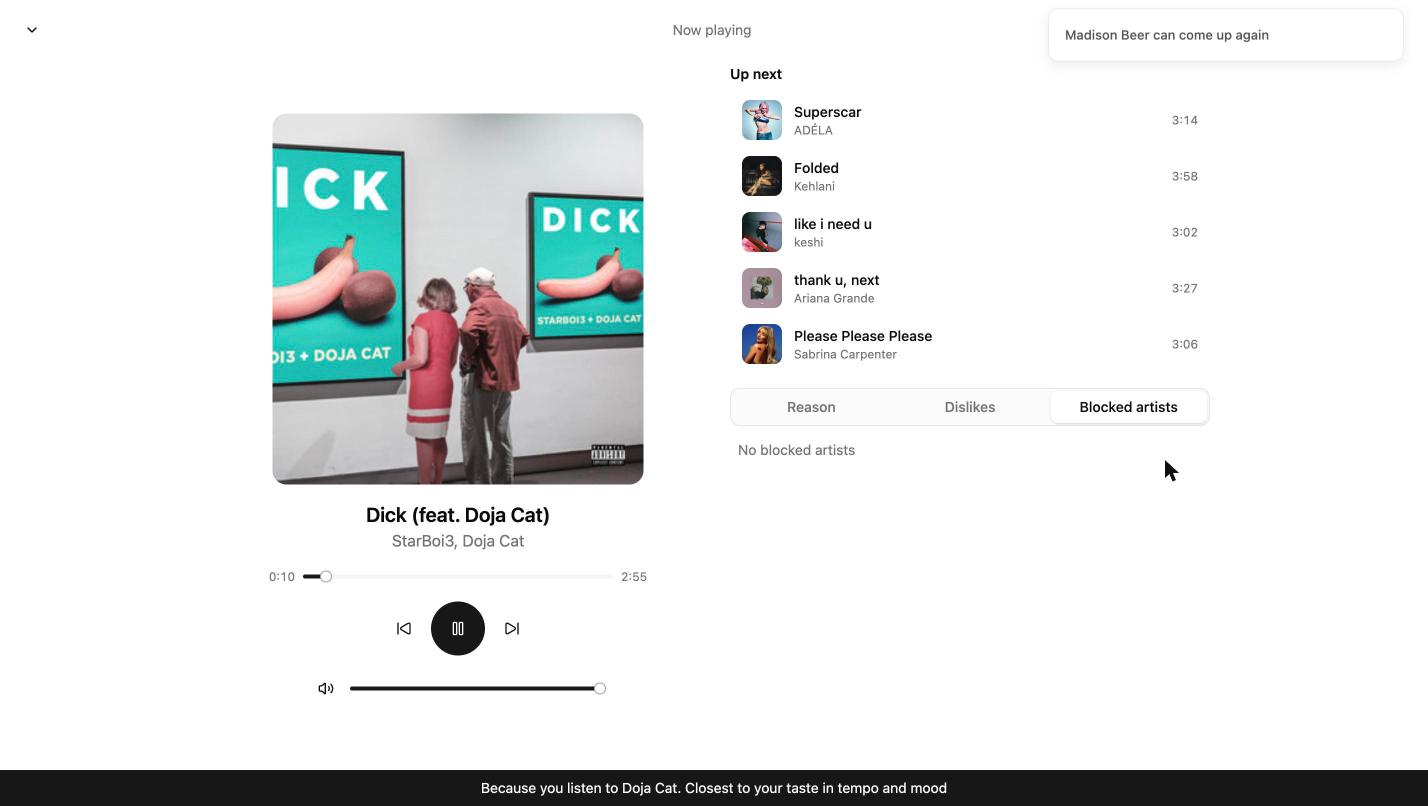 Now playing
Madison Beer can come up again
Up next
Superscar
ADÉLA
3:14
Folded
Kehlani
3:58
like i need u
keshi
3:02
thank u, next
Ariana Grande
3:27
Please Please Please
Sabrina Carpenter
3:06
Reason
Dislikes
Blocked artists
No blocked artists
ICK
OI3 + DOJA CAT
DICK
STARBOI3 + DOJA CAT
PARENTAL
ADVISORY
EXPLICIT CONTENT
Dick (feat. Doja Cat)
StarBoi3, Doja Cat
0:10
2:55
Because you listen to Doja Cat. Closest to your taste in tempo and mood